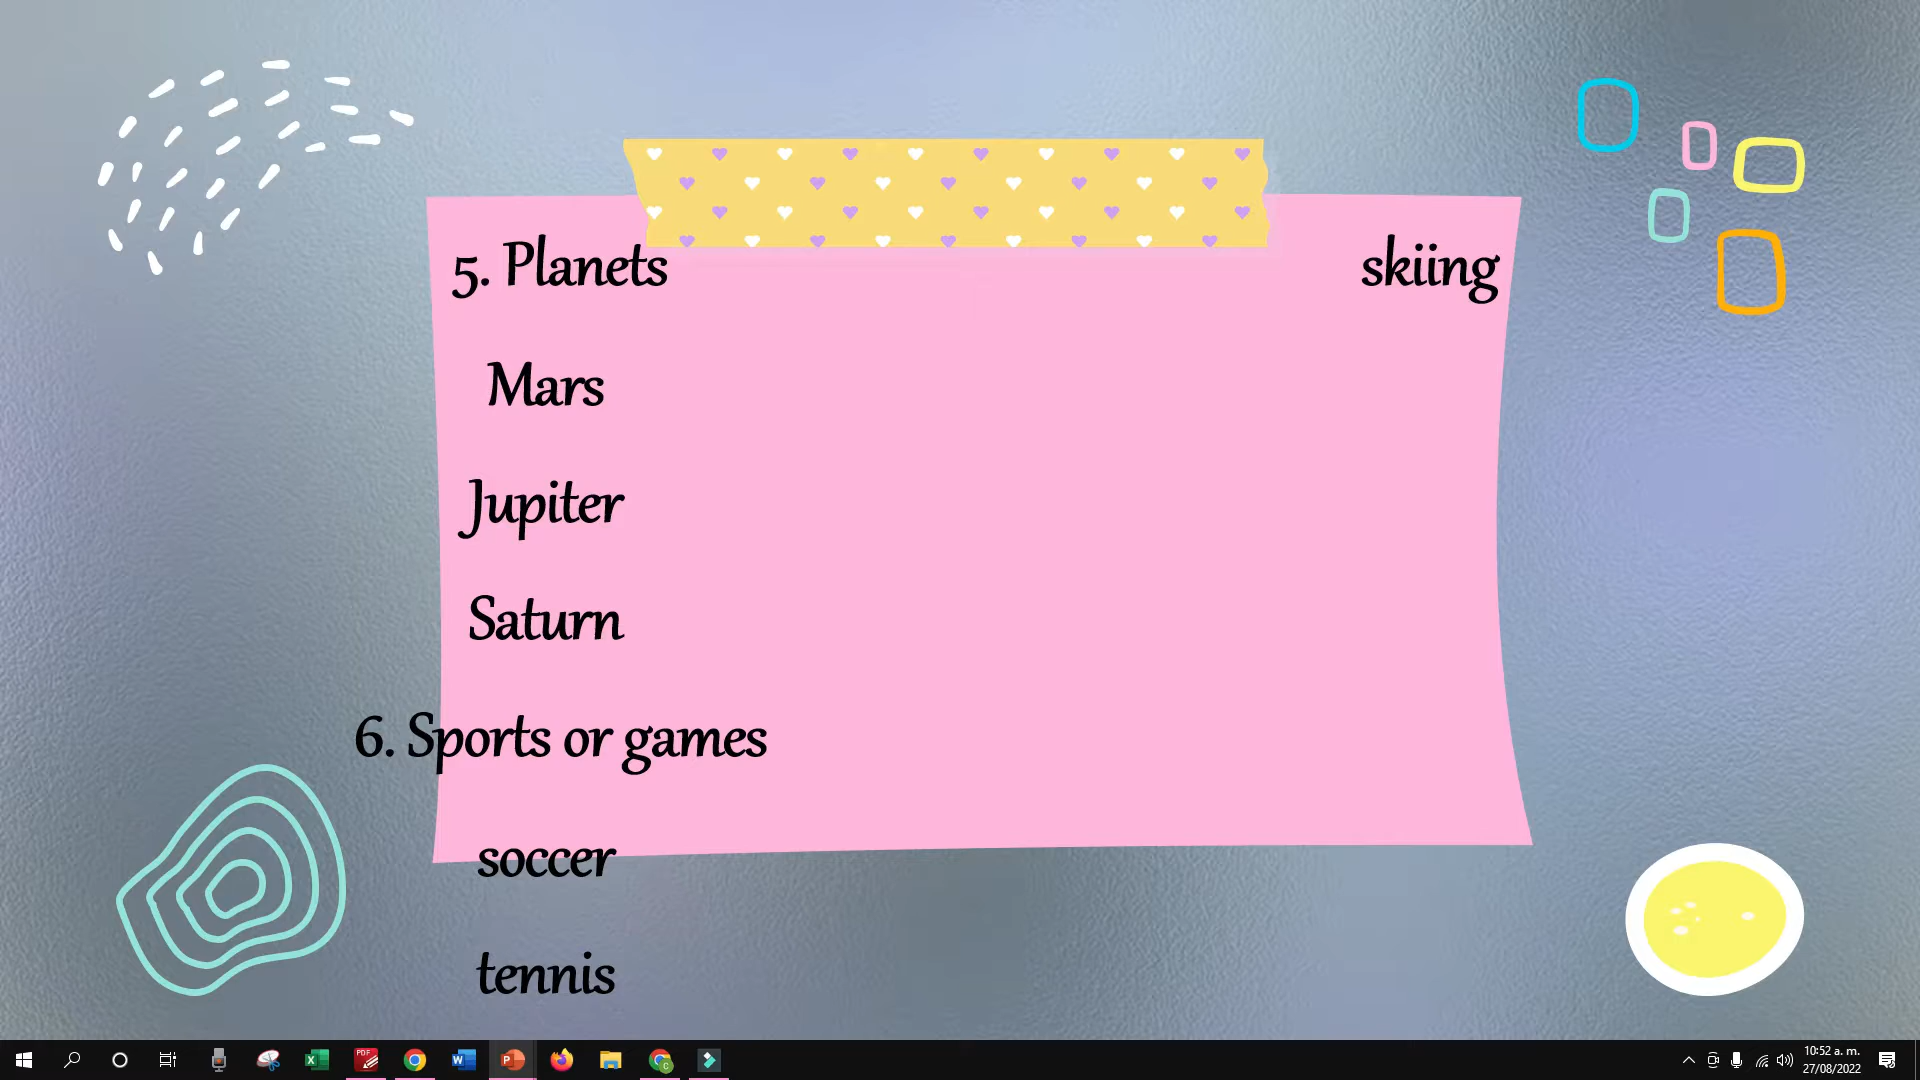 5. Planets
Mars
Jupiter
Saturn
6. Sports or games
soccer
tennis
skiing
10:52 a. m.
27/08/2022